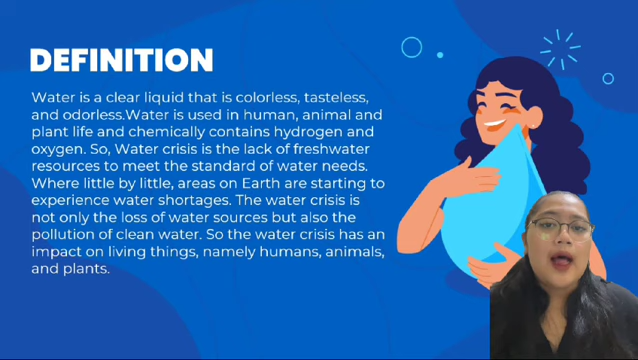 DEFINITION
Water is a clear liquid that is colorless, tasteless,
and odorless.Water is used in human, animal and
plant life and chemically contains hydrogen and
oxygen. So, Water crisis is the lack of freshwater
resources to meet the standard of water needs.
Where little by little, areas on Earth are starting to
experience water shortages. The water crisis is
not only the loss of water sources but also the
pollution of clean water. So the water crisis has an
impact on living things, namely humans, animals,
and plants.